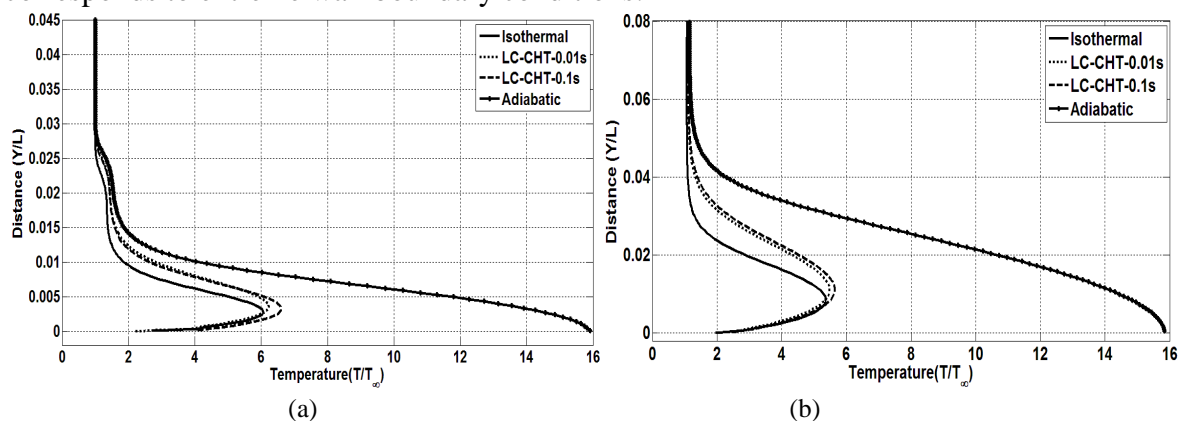 0.045
0.04
0.035
0.03
0.025
0.02
0.015
0.01
0.005
0
Distance (Y/L)
Isothermal
LC-CHT-0.01s
LC-CHT-0.1s
Adiabatic
0 2 4 6 8 10 12 14 16
Temperature(T/T∞)
(a)
0.08
0.06
0.04
0.02
0
Distance (Y/L)
Isothermal
LC-CHT-0.01s
LC-CHT-0.1s
Adiabatic
0 2 4 6 8 10 12 14 16
Temperature(T/T∞)
(b)